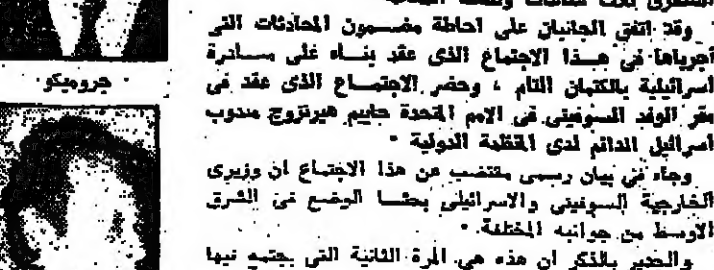 وقد اتفق الجانبان على احاطة مضمون المحادثات التى
أجرياها فى هذا الاجتماع الذى عقد بناء على مبادرة
اسرائيلية بالكتمان التام ، وحضر الاجتماع الذى عقد فى
مقر الوفد السوفيتى فى الامم المتحدة حاييم هيرتزوج مندوب
اسرائيل الدائم لدى المنظمة الدولية •
وجاء فى بيان رسمى مقتضب عن هذا الاجتماع ان وزيرى
الخارجية السوفيتى والاسرائيلى بحثا الوضع فى الشرق
الاوسط من جوانبه المختلفة •
والجدير بالذكر ان هذه هى المرة الثانية التى يجتمع فيها
• جروميكو •